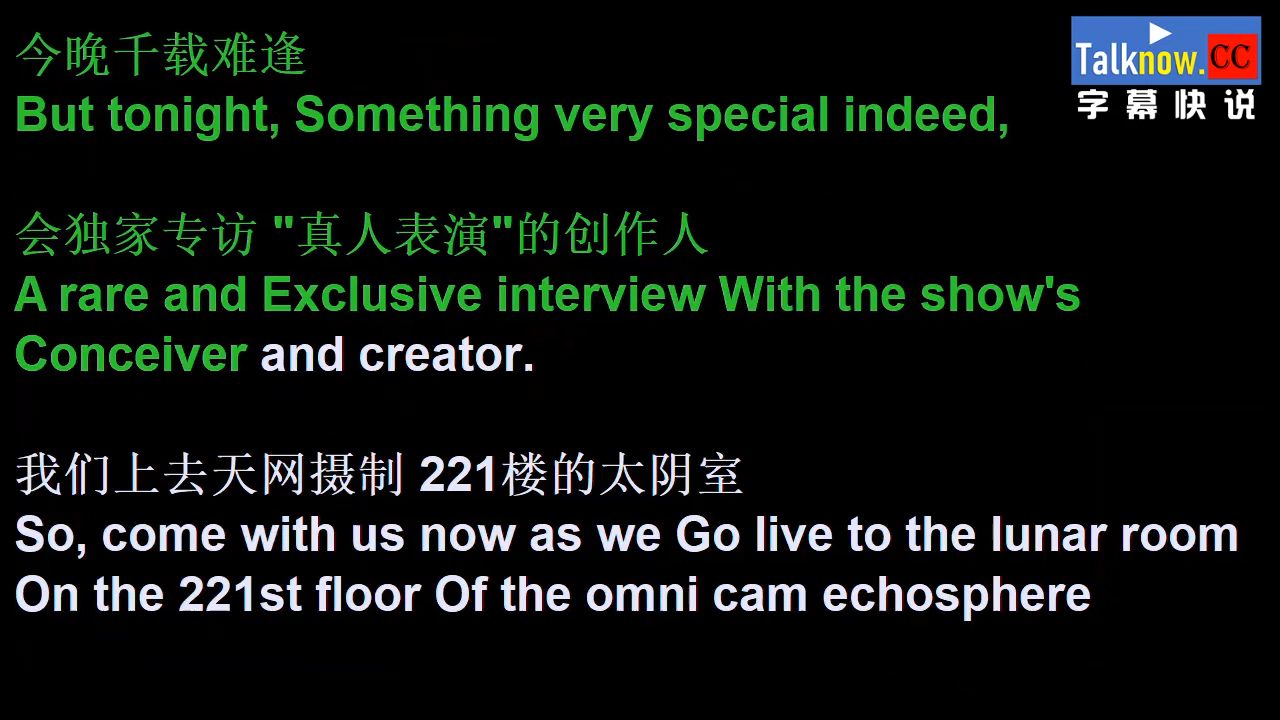 今晚千载难逢
But tonight, Something very special indeed,
会独家专访 "真人表演"的创作人
A rare and Exclusive interview With the show's
Conceiver and creator.
我们上去天网摄制 221楼的太阴室
So, come with us now as we Go live to the lunar room
On the 221st floor Of the omni cam echosphere
Talknow.CC
字幕快说